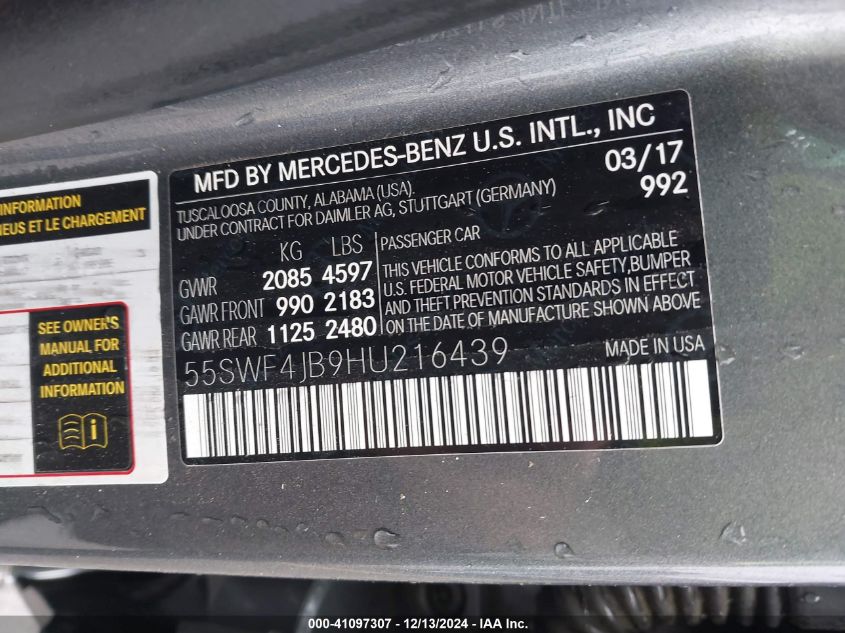 MFD BY MERCEDES-BENZ U.S. INTL., INC
TUSCALOOSA COUNTY, ALABAMA (USA).
UNDER CONTRACT FOR DAIMLER AG, STUTTGART (GERMANY)
03/17
992
KG LBS
GVWR 2085 4597
GAWR FRONT 990 2183
GAWR REAR 1125 2480
PASSENGER CAR
THIS VEHICLE CONFORMS TO ALL APPLICABLE
U.S. FEDERAL MOTOR VEHICLE SAFETY, BUMPER
AND THEFT PREVENTION STANDARDS IN EFFECT
ON THE DATE OF MANUFACTURE SHOWN ABOVE
55SWF4JB9HU216439
MADE IN USA
INFORMATION
ET LE CHARGEMENT
SEE OWNER'S
MANUAL FOR
ADDITIONAL
INFORMATION
000-41097307 - 12/13/2024 - IAA Inc.